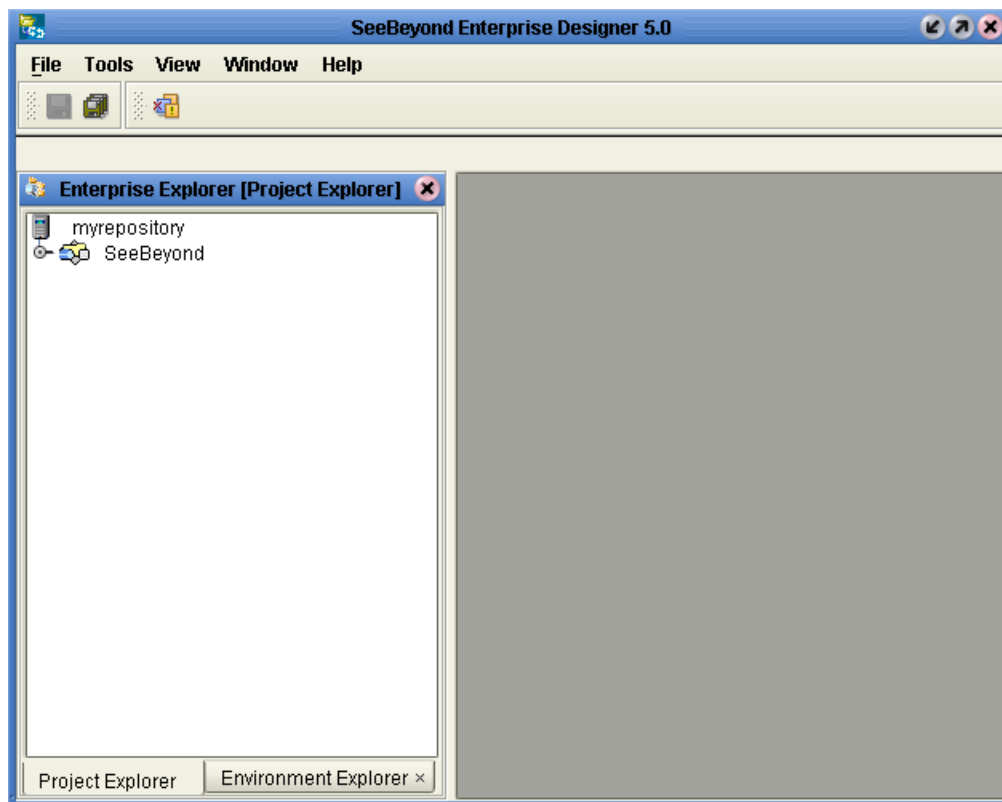 SeeBeyond Enterprise Designer 5.0
File Tools View Window Help
Enterprise Explorer [Project Explorer]
myrepository
SeeBeyond
Project Explorer Environment Explorer ×